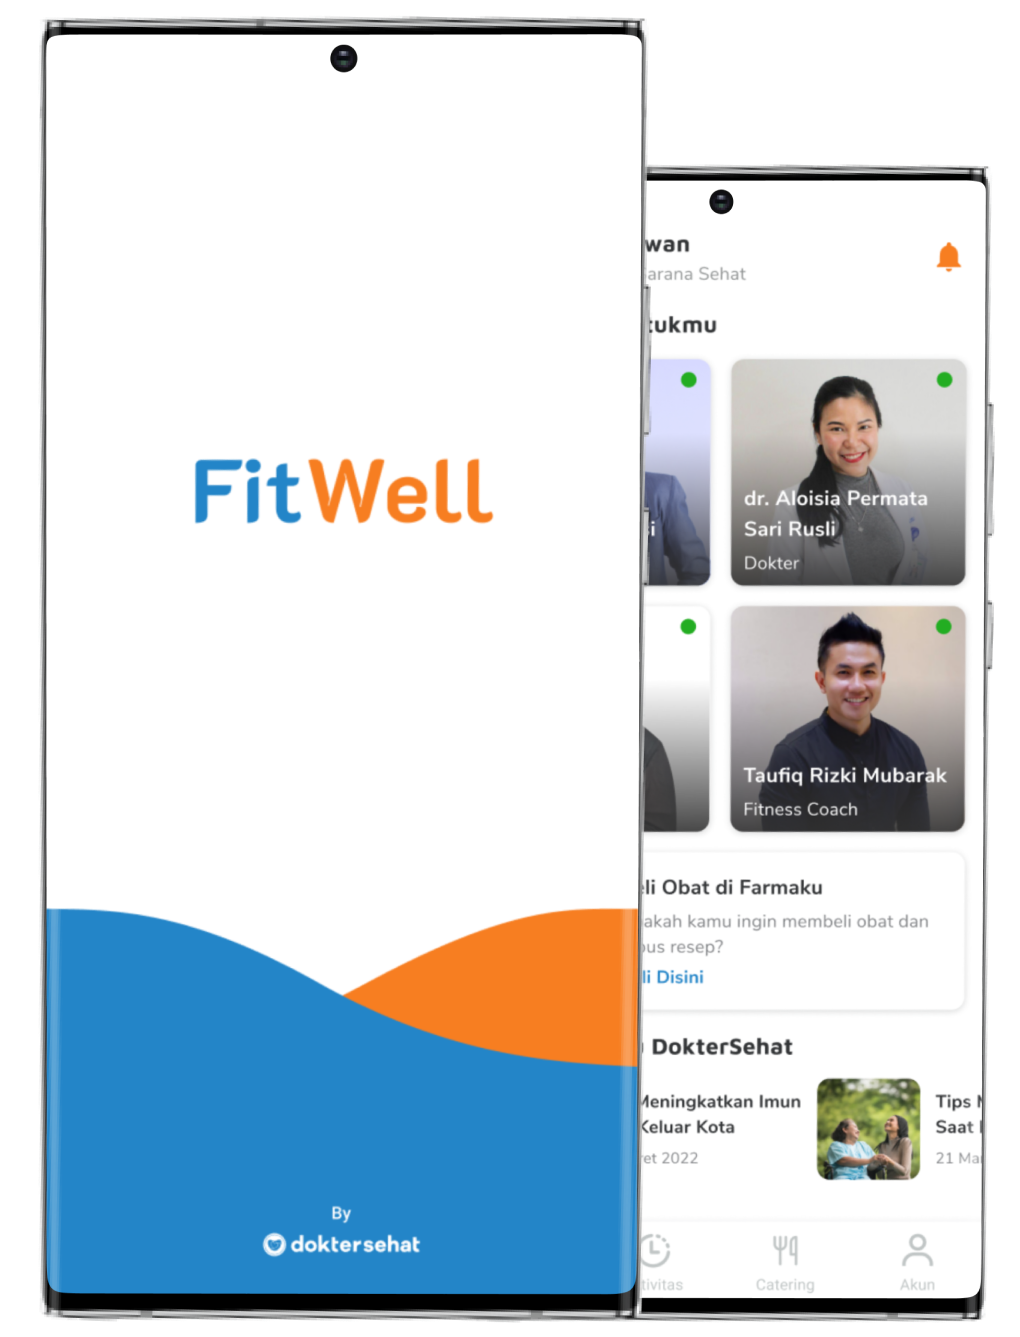 FitWell
By
doktersehat
wan
arana Sehat
tukmu
dr. Aloisia Permata
Sari Rusli
Dokter
i
Taufiq Rizki Mubarak
Fitness Coach
li Obat di Farmaku
akah kamu ingin membeli obat dan
us resep?
li Disini
DokterSehat
Meningkatkan Imun
Keluar Kota
ret 2022
Tips
Saat
21 Ma
tivitas
Catering
Akun